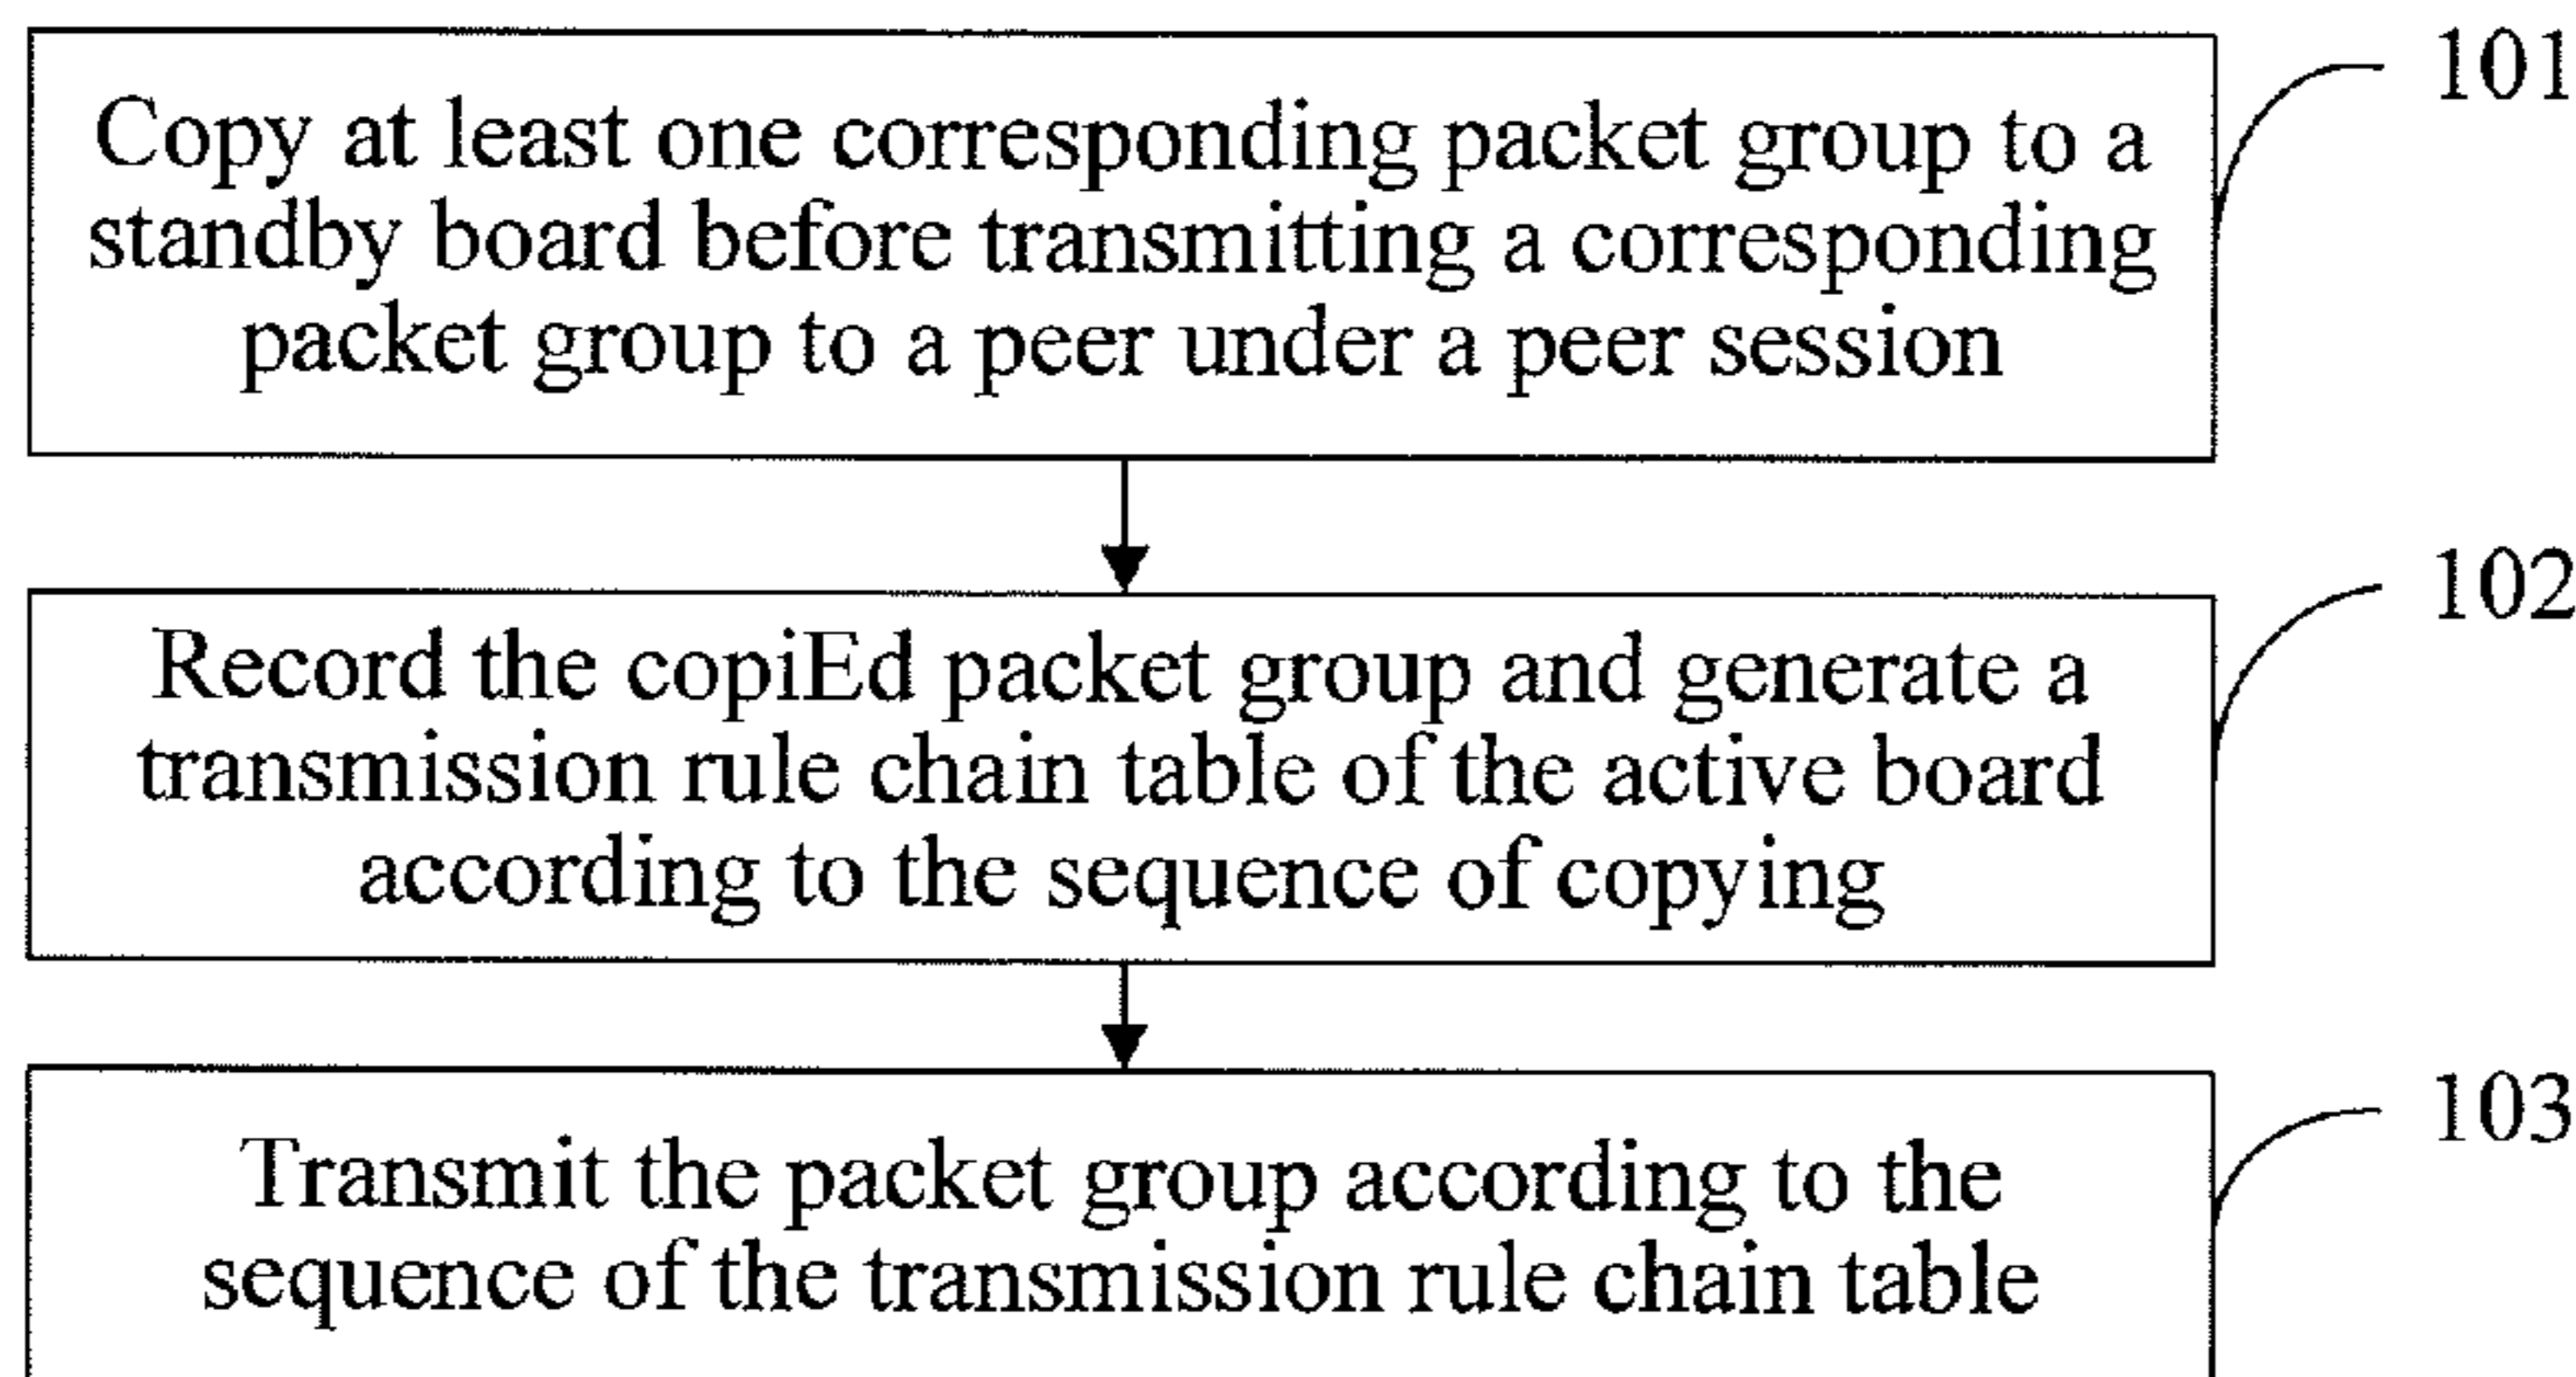 101
Copy at least one corresponding packet group to a
standby board before transmitting a corresponding
packet group to a peer under a peer session
102
Record the copiEd packet group and generate a
transmission rule chain table of the active board
according to the sequence of copying
103
Transmit the packet group according to the
sequence of the transmission rule chain table